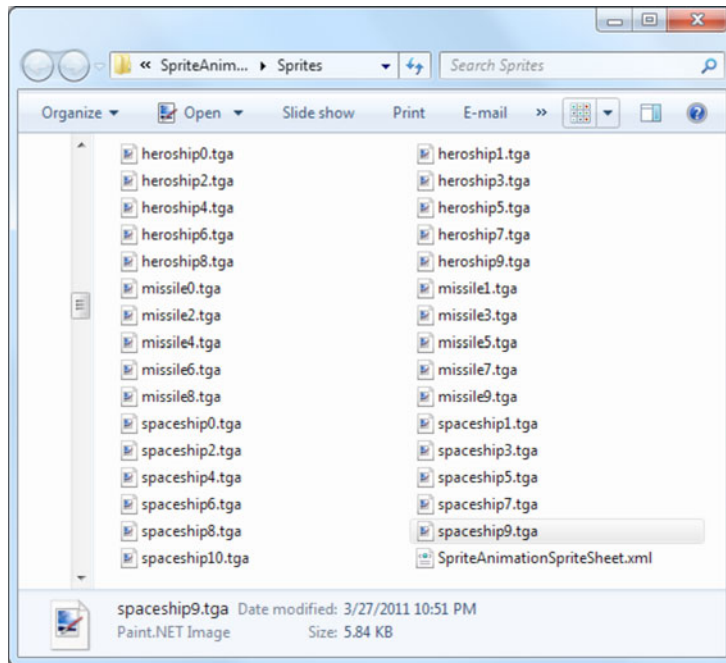 « SpriteAnim... ▸ Sprites Search Sprites
Organize Open Slide show Print E-mail »
heroship0.tga heroship1.tga
heroship2.tga heroship3.tga
heroship4.tga heroship5.tga
heroship6.tga heroship7.tga
heroship8.tga heroship9.tga
missile0.tga missile1.tga
missile2.tga missile3.tga
missile4.tga missile5.tga
missile6.tga missile7.tga
missile8.tga missile9.tga
spaceship0.tga spaceship1.tga
spaceship2.tga spaceship3.tga
spaceship4.tga spaceship5.tga
spaceship6.tga spaceship7.tga
spaceship8.tga spaceship9.tga
spaceship10.tga SpriteAnimationSpriteSheet.xml
spaceship9.tga Date modified: 3/27/2011 10:51 PM
Paint.NET Image Size: 5.84 KB